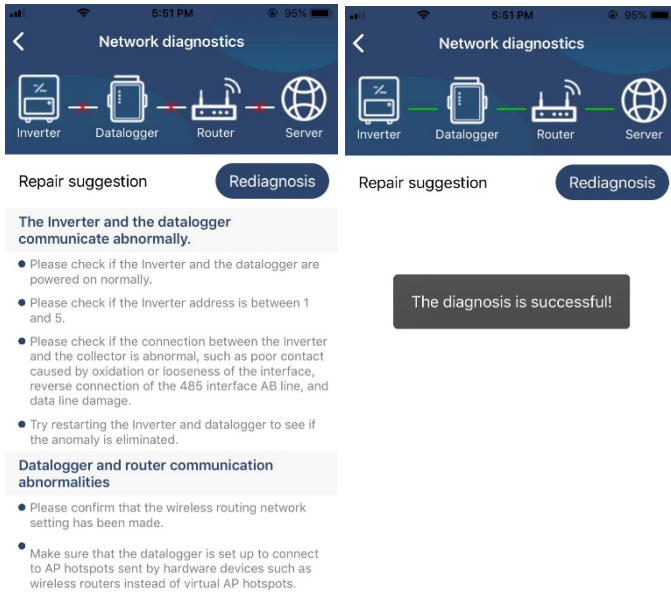 5:51 PM
95%
Network diagnostics
Inverter
Datalogger
Router
Server
Repair suggestion
Rediagnosis
The Inverter and the datalogger
communicate abnormally.
Please check if the Inverter and the datalogger are
powered on normally.
Please check if the Inverter address is between 1
and 5.
Please check if the connection between the Inverter
and the collector is abnormal, such as poor contact
caused by oxidation or looseness of the interface,
reverse connection of the 485 interface AB line, and
data line damage.
Try restarting the Inverter and datalogger to see if
the anomaly is eliminated.
Datalogger and router communication
abnormalities
Please confirm that the wireless routing network
setting has been made.
Make sure that the datalogger is set up to connect
to AP hotspots sent by hardware devices such as
wireless routers instead of virtual AP hotspots.
5:51 PM
95%
Network diagnostics
Inverter
Datalogger
Router
Server
Repair suggestion
Rediagnosis
The diagnosis is successful!